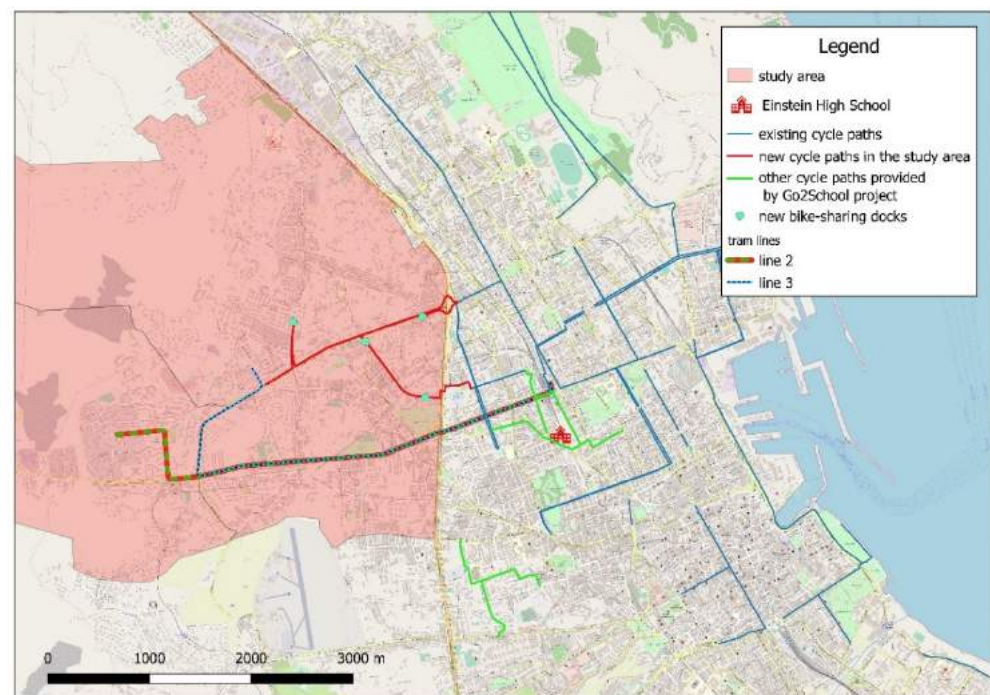 Legend
study area
Einstein High School
existing cycle paths
new cycle paths in the study area
other cycle paths provided
by Go2School project
new bike-sharing docks
tram lines
line 2
line 3
0 1000 2000 3000 m